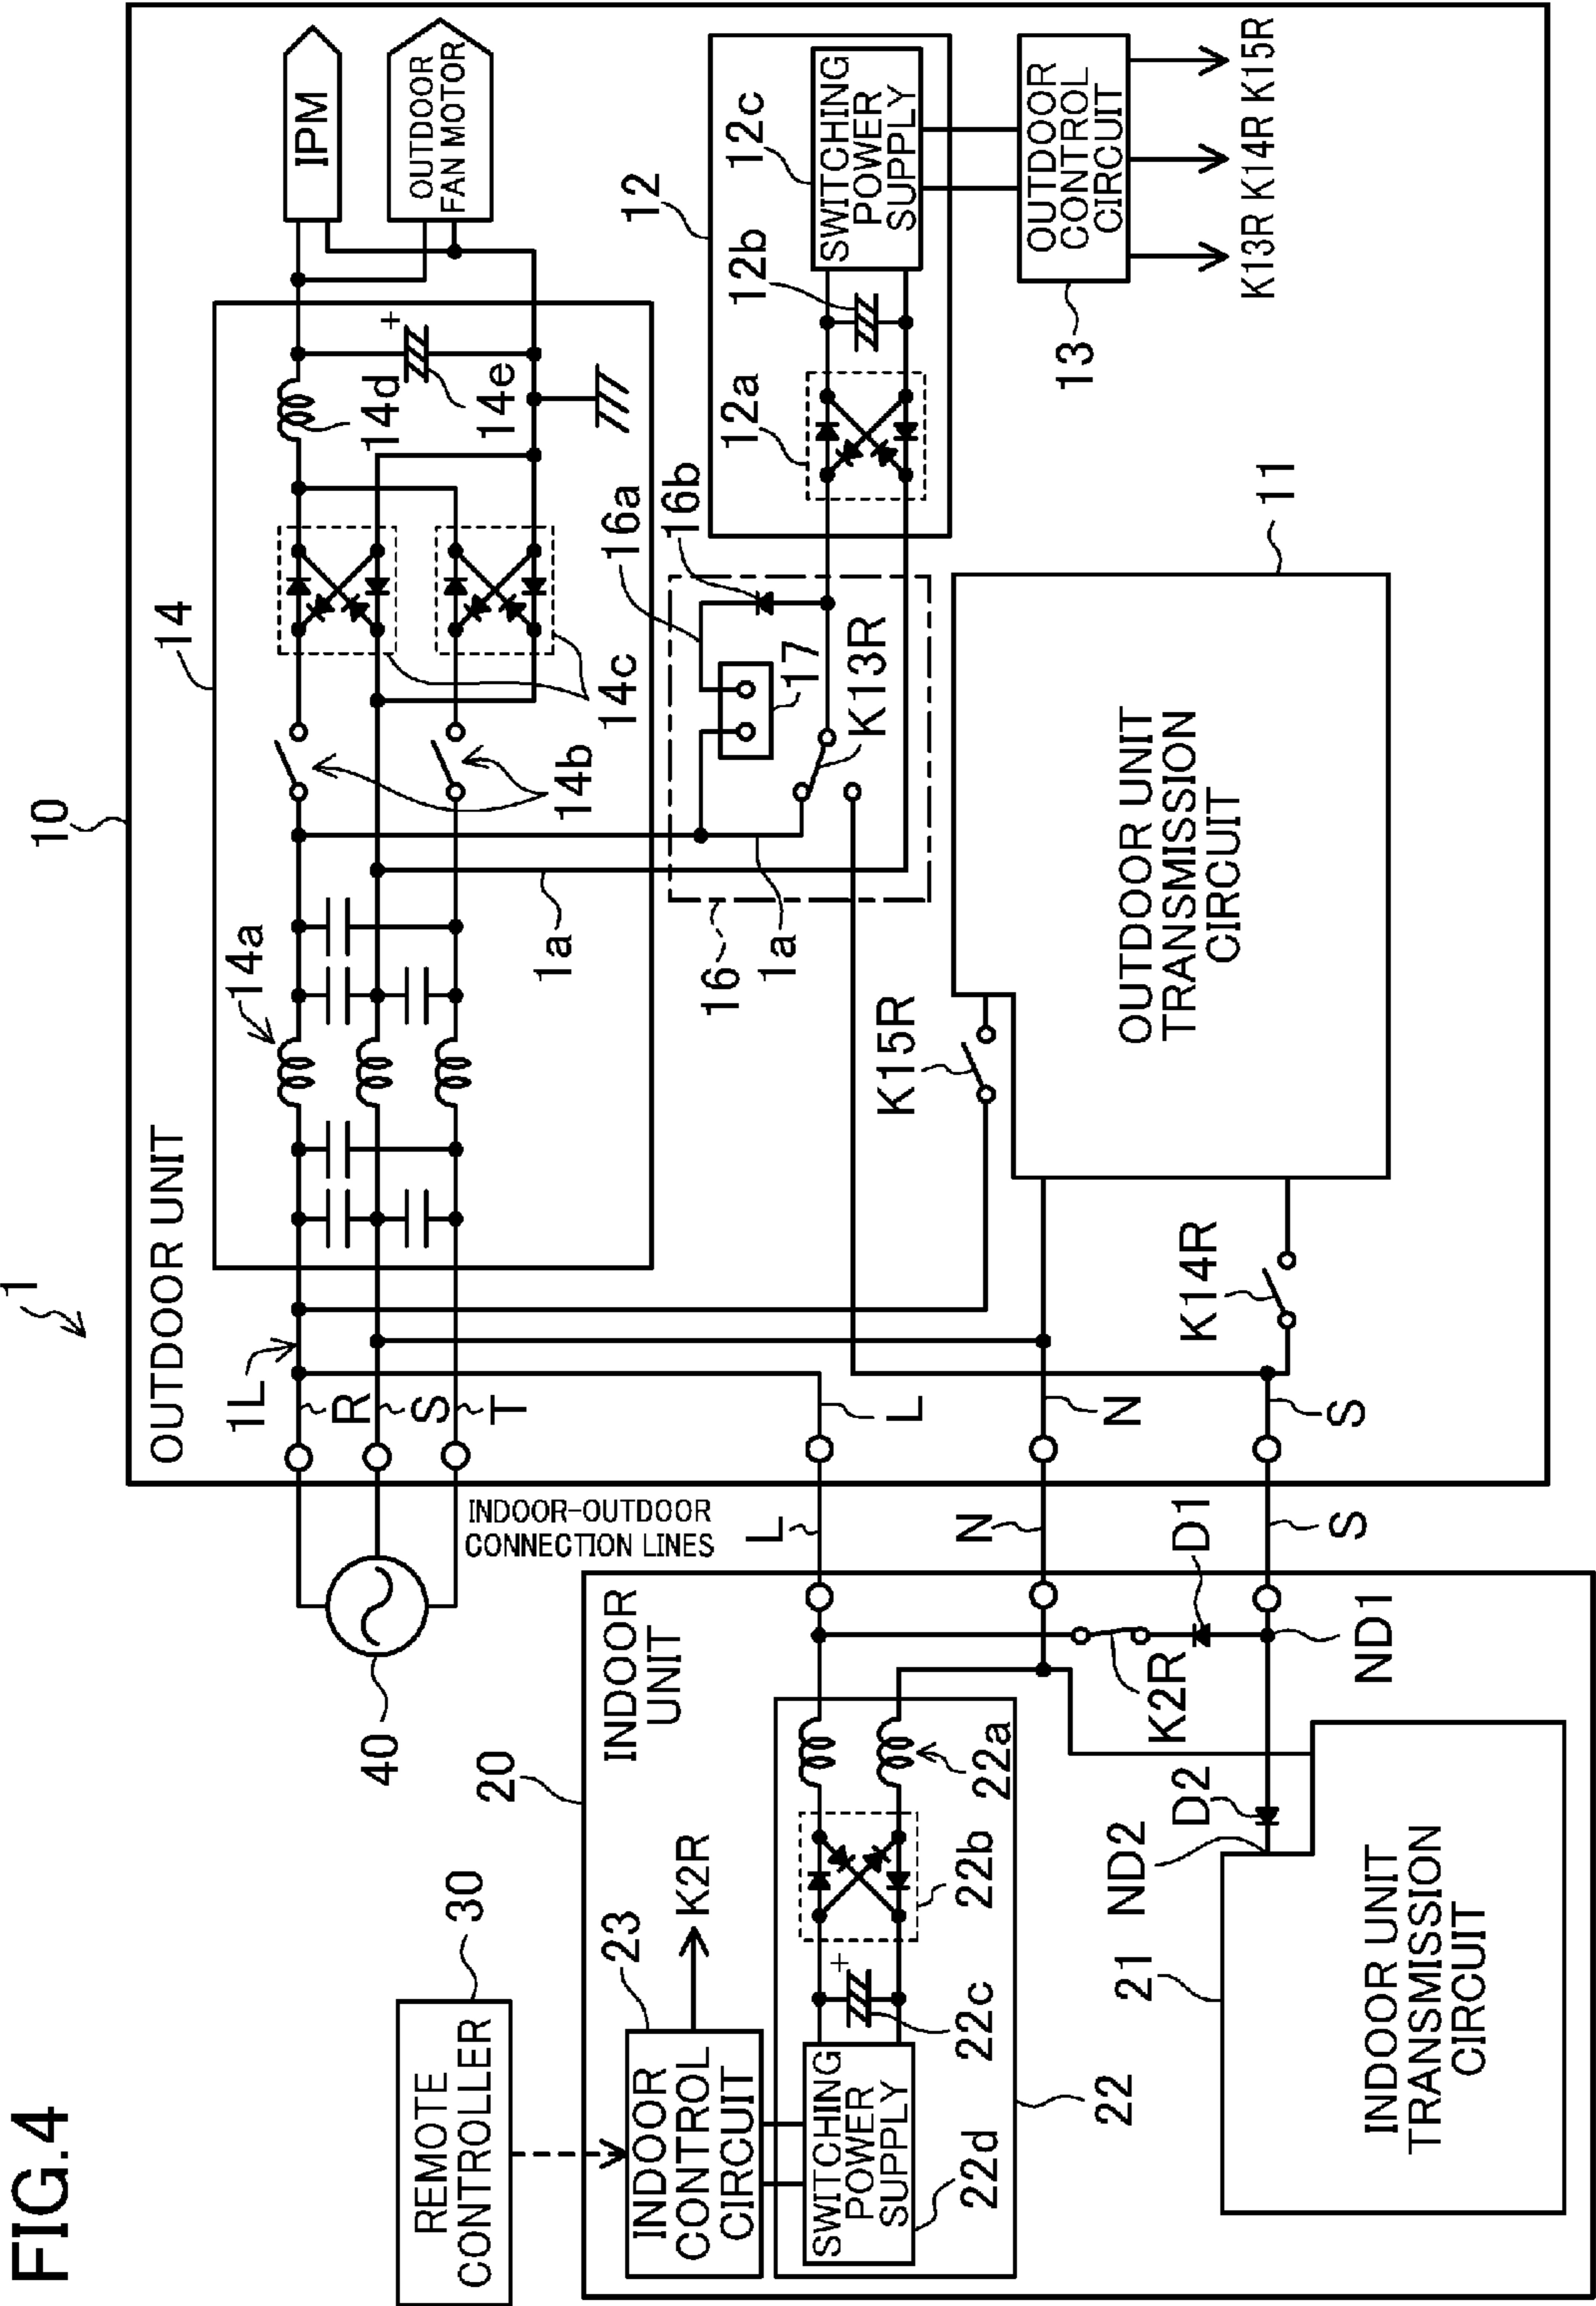 FIG.4
1
10
OUTDOOR UNIT
14
14a
14b
14c
14d
14e
+
IPM
OUTDOOR
FAN MOTOR
1L
R
S
T
40
1a
1a
16
16a
16b
17
K13R
12
12a
12b
12c
SWITCHING
POWER
SUPPLY
13
OUTDOOR
CONTROL
CIRCUIT
K13R K14R K15R
11
OUTDOOR UNIT
TRANSMISSION
CIRCUIT
K15R
K14R
L
N
S
INDOOR-OUTDOOR
CONNECTION LINES
L
N
S
30
REMOTE
CONTROLLER
20
INDOOR
UNIT
23
INDOOR
CONTROL
CIRCUIT
K2R
22
22a
22b
22c
+
22d
SWITCHING
POWER
SUPPLY
K2R
D1
ND1
D2
ND2
21
INDOOR UNIT
TRANSMISSION
CIRCUIT